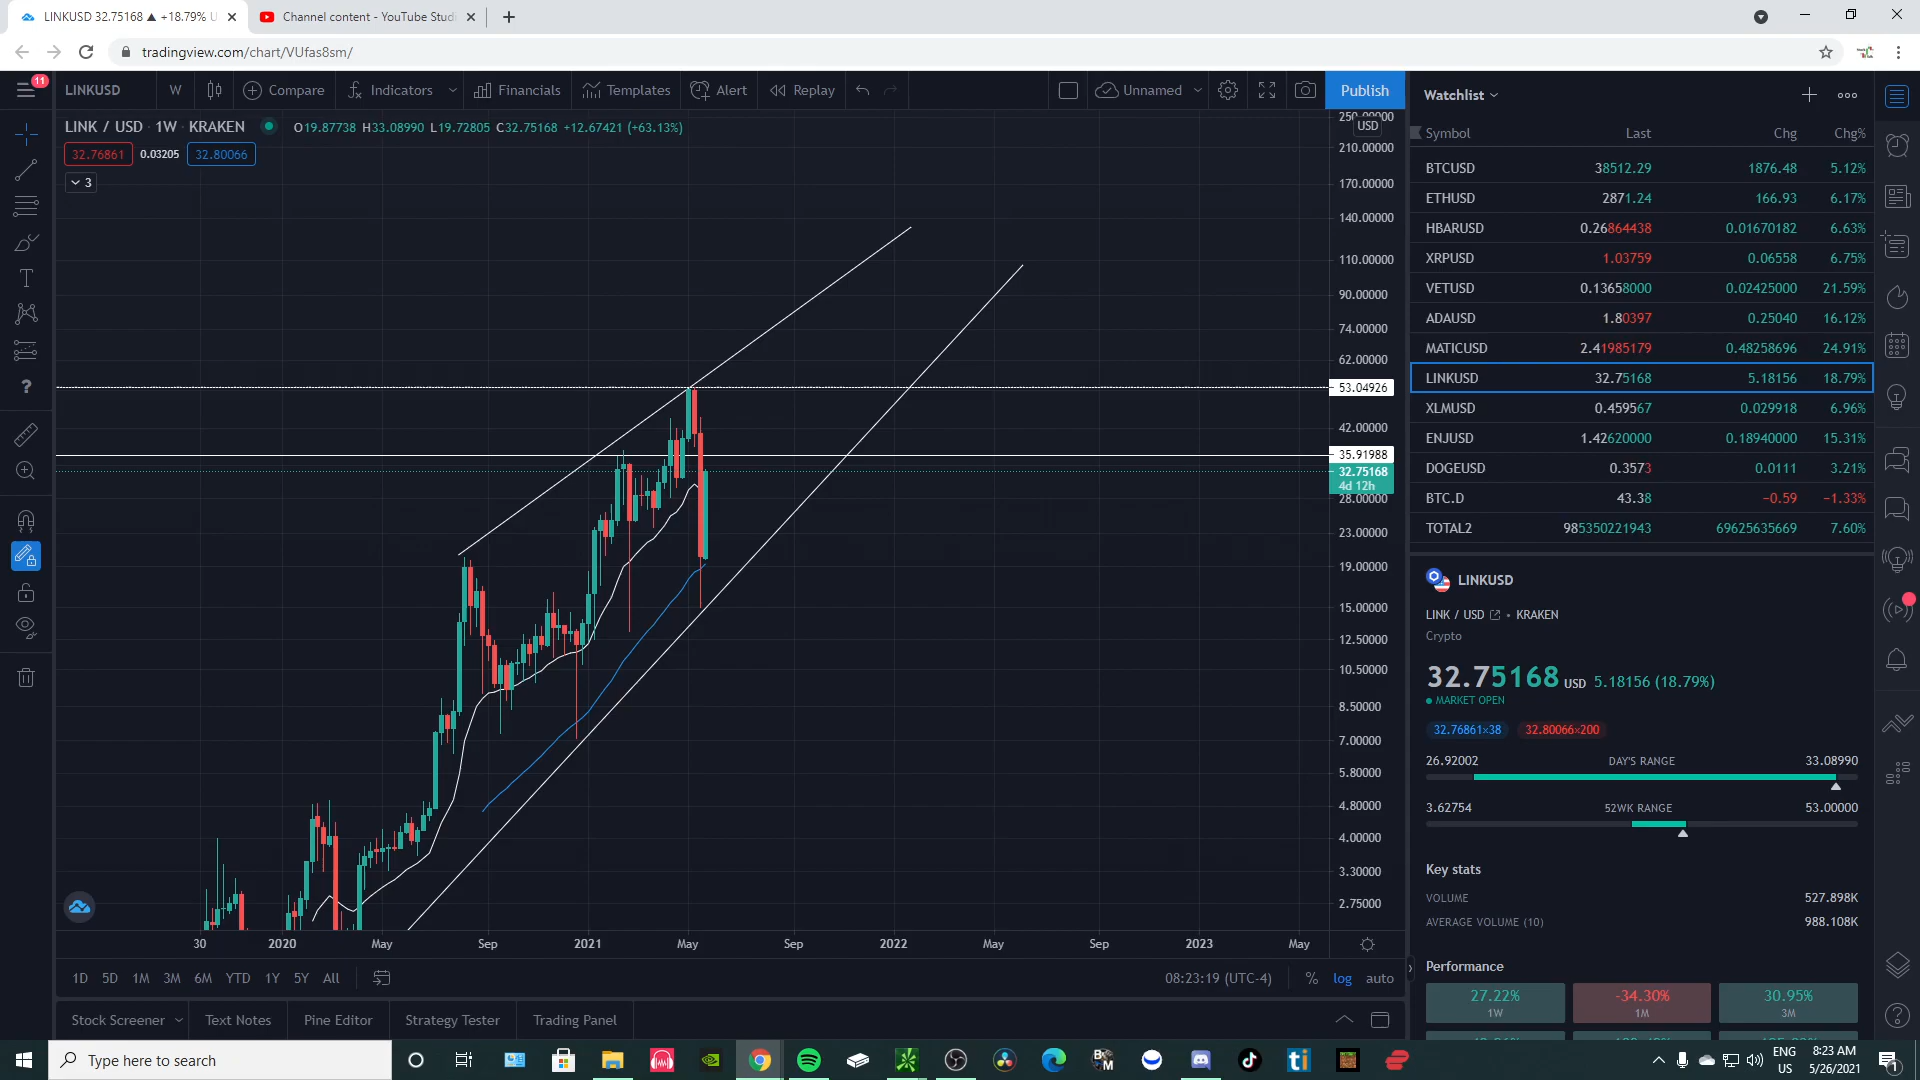 LINKUSD 32.75168 ▲ +18.79% U
Channel content - YouTube Studi
tradingview.com/chart/VUfas8sm/
11
LINKUSD W Compare Indicators Financials Templates Alert Replay Unnamed Publish
LINK / USD · 1W · KRAKEN O19.87738 H33.08990 L19.72805 C32.75168 +12.67421 (+63.13%)
32.76861 0.03205 32.80066
3
250.00000
USD
210.00000
170.00000
140.00000
110.00000
90.00000
74.00000
62.00000
53.04926
42.00000
35.91988
32.75168
4d 12h
28.00000
23.00000
19.00000
15.00000
12.50000
10.50000
8.50000
7.00000
5.80000
4.80000
4.00000
3.30000
2.75000
30 2020 May Sep 2021 May Sep 2022 May Sep 2023 May
1D 5D 1M 3M 6M YTD 1Y 5Y All 08:23:19 (UTC-4) % log auto
Stock Screener Text Notes Pine Editor Strategy Tester Trading Panel
Watchlist
Symbol Last Chg Chg%
BTCUSD 38512.29 1876.48 5.12%
ETHUSD 2871.24 166.93 6.17%
HBARUSD 0.26864438 0.01670182 6.63%
XRPUSD 1.03759 0.06558 6.75%
VETUSD 0.13658000 0.02425000 21.59%
ADAUSD 1.80397 0.25040 16.12%
MATICUSD 2.41985179 0.48258696 24.91%
LINKUSD 32.75168 5.18156 18.79%
XLMUSD 0.459567 0.029918 6.96%
ENJUSD 1.42620000 0.18940000 15.31%
DOGEUSD 0.3573 0.0111 3.21%
BTC.D 43.38 −0.59 −1.33%
TOTAL2 985350221943 69625635669 7.60%
LINKUSD
LINK / USD • KRAKEN
Crypto
32.75168 USD 5.18156 (18.79%)
MARKET OPEN
32.76861×38 32.80066×200
26.92002 DAY'S RANGE 33.08990
3.62754 52WK RANGE 53.00000
Key stats
VOLUME 527.898K
AVERAGE VOLUME (10) 988.108K
Performance
27.22% -34.30% 30.95%
1W 1M 3M
Type here to search
ENG
US
8:23 AM
5/26/2021
1